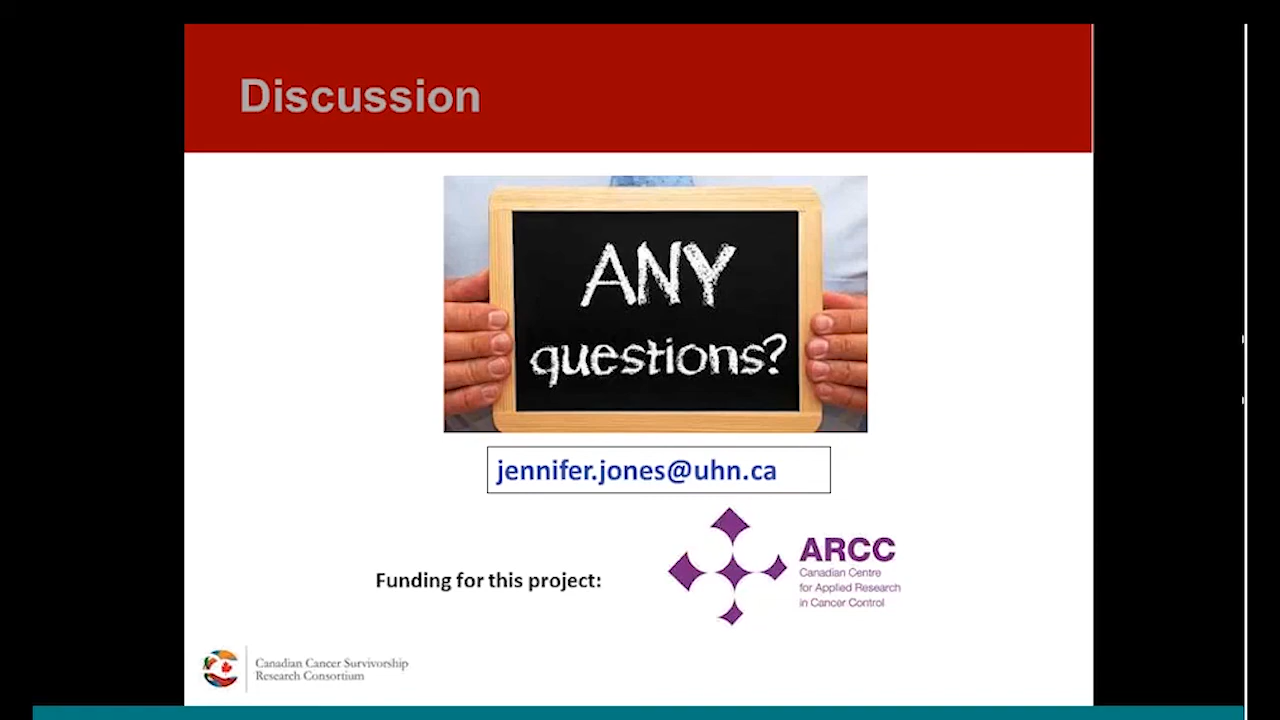 Discussion
ANY
questions?
jennifer.jones@uhn.ca
Funding for this project:
ARCC
Canadian Centre
for Applied Research
in Cancer Control
Canadian Cancer Survivorship
Research Consortium